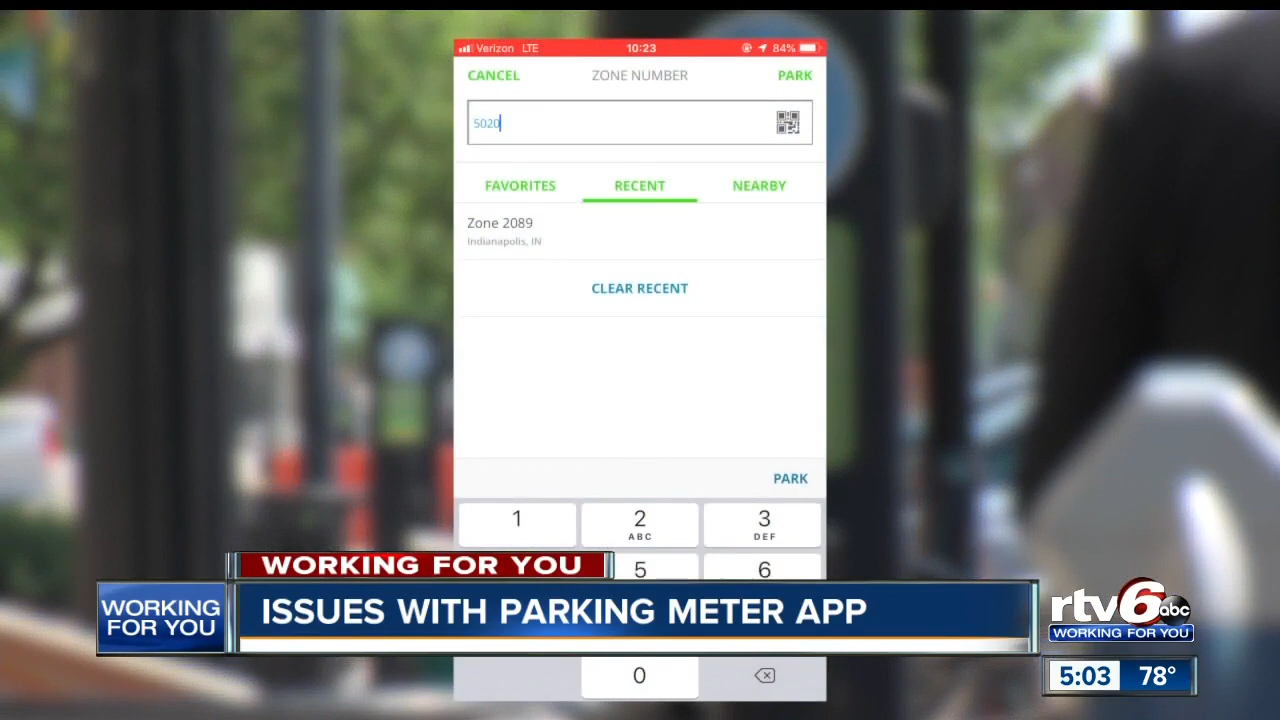 Verizon LTE 10:23 84%
CANCEL ZONE NUMBER PARK
5020
FAVORITES RECENT NEARBY
Zone 2089
Indianapolis, IN
CLEAR RECENT
PARK
1 2 3
ABC DEF
5 6
WORKING FOR YOU
WORKING
FOR YOU
ISSUES WITH PARKING METER APP
rtv6 abc
WORKING FOR YOU
5:03 78°
0